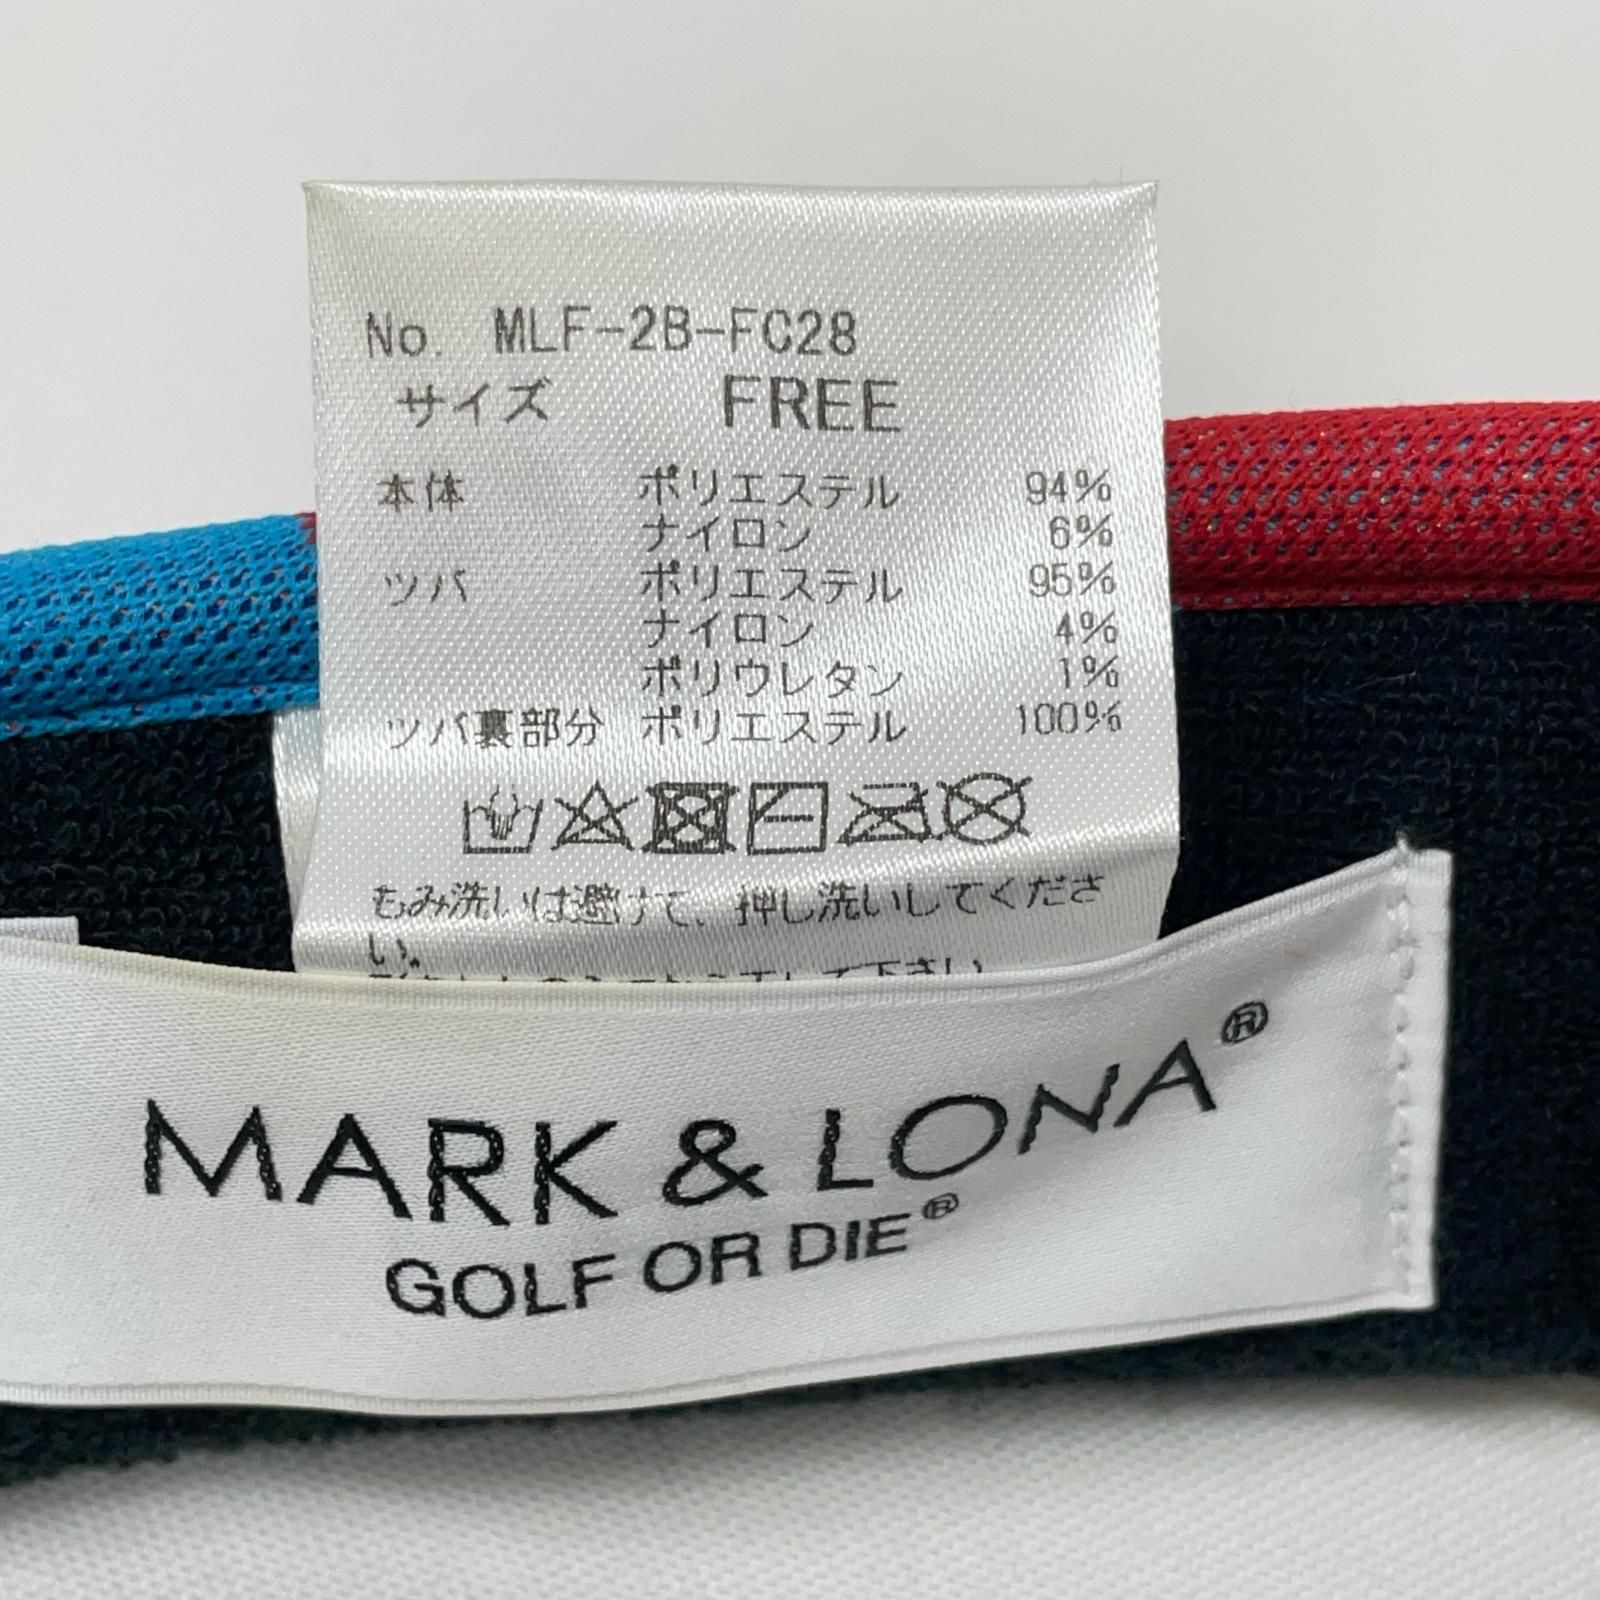 No. MLF-2B-FC28
サイズ FREE
本体 ポリエステル 94%
ナイロン 6%
ツバ ポリエステル 95%
ナイロン 4%
ポリウレタン 1%
ツバ裏部分 ポリエステル 100%
もみ洗いは避けて、押し洗いしてくださ
い。
MARK & LONA®
GOLF OR DIE®